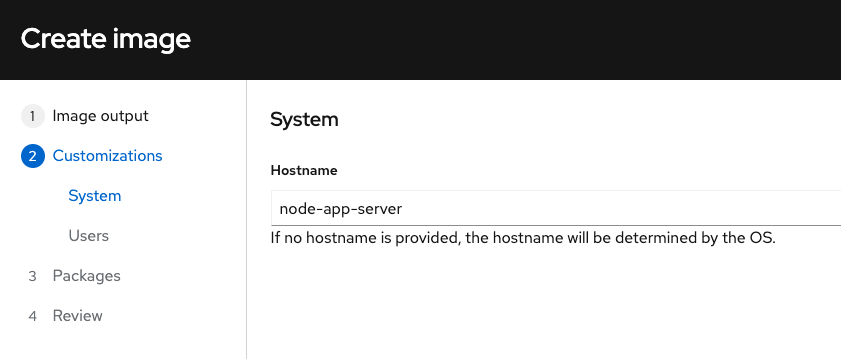 Create image
1 Image output
2 Customizations
System
Users
3 Packages
4 Review
System
Hostname
node-app-server
If no hostname is provided, the hostname will be determined by the OS.